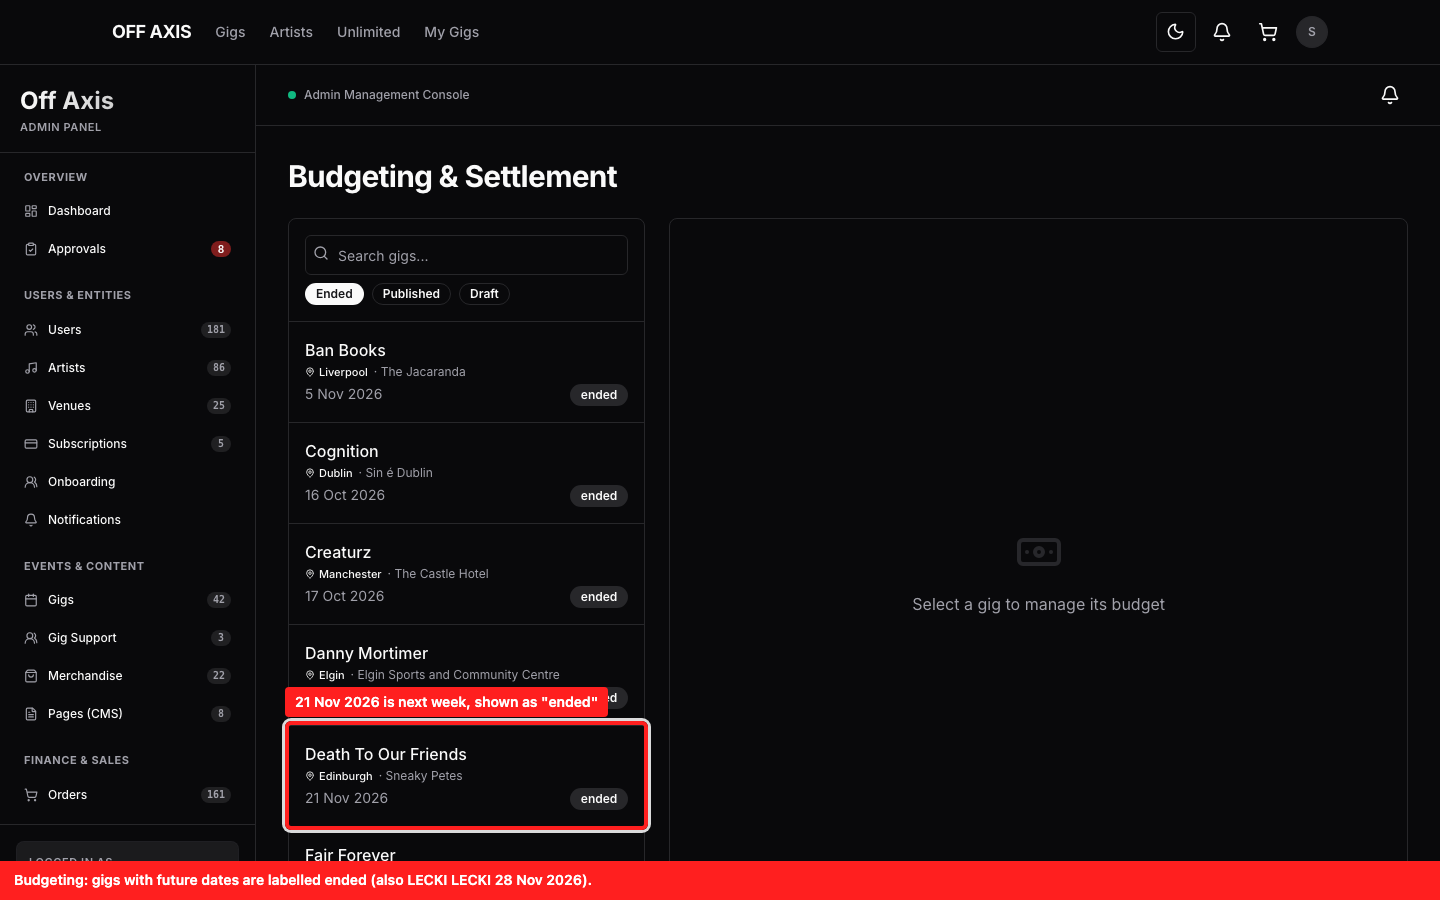 OFF AXIS Gigs Artists Unlimited My Gigs S
Off Axis
ADMIN PANEL
OVERVIEW
Dashboard
Approvals 8
USERS & ENTITIES
Users 181
Artists 86
Venues 25
Subscriptions 5
Onboarding
Notifications
EVENTS & CONTENT
Gigs 42
Gig Support 3
Merchandise 22
Pages (CMS) 8
FINANCE & SALES
Orders 161
Admin Management Console
Budgeting & Settlement
Search gigs...
Ended Published Draft
Ban Books
Liverpool · The Jacaranda
5 Nov 2026 ended
Cognition
Dublin · Sin é Dublin
16 Oct 2026 ended
Creaturz
Manchester · The Castle Hotel
17 Oct 2026 ended
Danny Mortimer
Elgin · Elgin Sports and Community Centre
21 Nov 2026 is next week, shown as "ended"
Death To Our Friends
Edinburgh · Sneaky Petes
21 Nov 2026 ended
Fair Forever
Select a gig to manage its budget
Budgeting: gigs with future dates are labelled ended (also LECKI LECKI 28 Nov 2026).